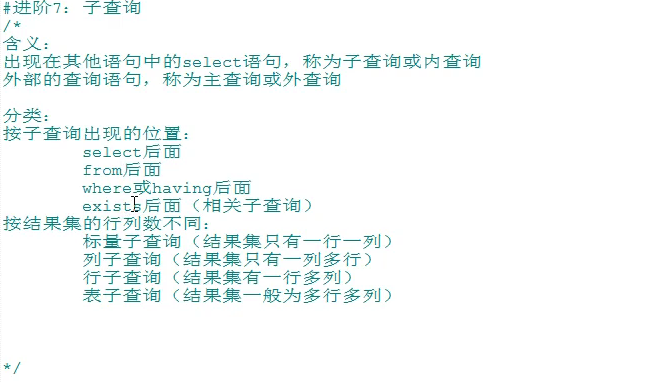 #进阶7：子查询
/*
含义：
出现在其他语句中的select语句，称为子查询或内查询
外部的查询语句，称为主查询或外查询
分类：
按子查询出现的位置：
select后面
from后面
where或having后面
exists后面（相关子查询）
按结果集的行列数不同：
标量子查询（结果集只有一行一列）
列子查询（结果集只有一列多行）
行子查询（结果集有一行多列）
表子查询（结果集一般为多行多列）
*/